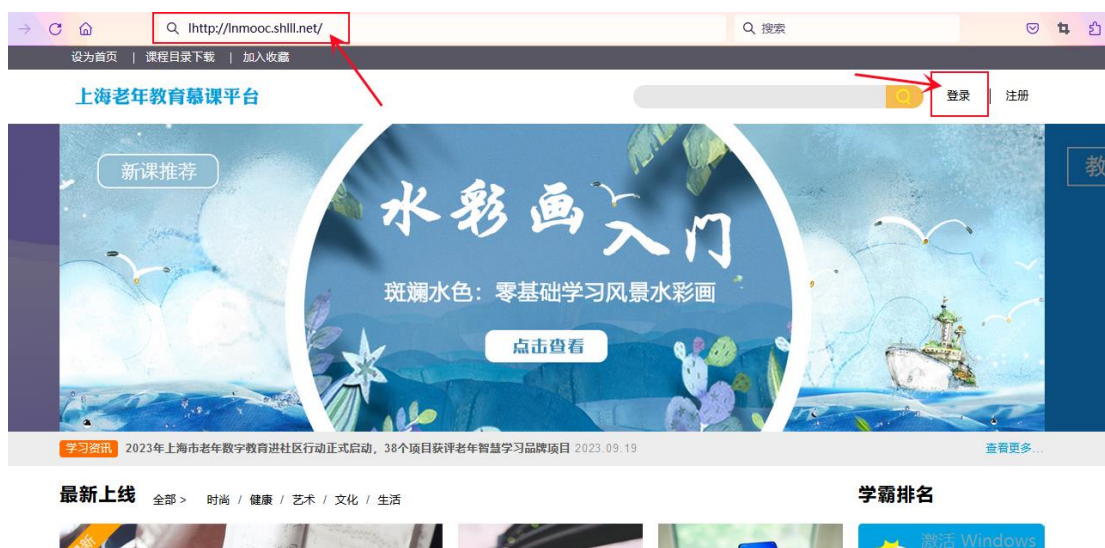 lhttp://lnmooc.shlll.net/
搜索
设为首页 | 课程目录下载 | 加入收藏
上海老年教育慕课平台
登录 | 注册
新课推荐
教
水彩画入门
斑斓水色：零基础学习风景水彩画
点击查看
学习资讯 2023年上海市老年数字教育进社区行动正式启动，38个项目获评老年智慧学习品牌项目 2023.09.19 查看更多...
最新上线 全部 > 时尚 / 健康 / 艺术 / 文化 / 生活
学霸排名
激活 Windows